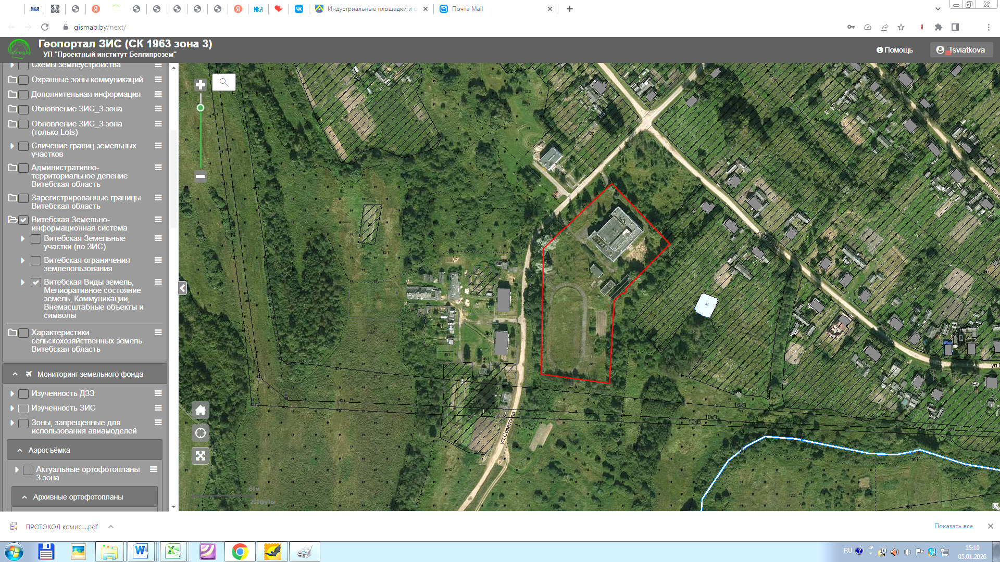 NKA
NKA
Индустриальные площадки и о
Почта Mail
gismap.by/next/
Геопортал ЗИС (СК 1963 зона 3)
УП "Проектный институт Белгипрозем"
Помощь
Tsviatkova
Схемы землеустройства
Охранные зоны коммуникаций
Дополнительная информация
Обновление ЗИС_3 зона
Обновление ЗИС_3 зона
(только Lots)
Сличение границ земельных
участков
Административно-
территориальное деление
Витебская область
Зарегистрированные границы
Витебская область
Витебская Земельно-
информационная система
Витебская Земельные
участки (по ЗИС)
Витебская ограничения
землепользования
Витебская Виды земель,
Мелиоративное состояние
земель, Коммуникации,
Внемасштабные объекты и
символы
Характеристики
сельскохозяйственных земель
Витебская область
Мониторинг земельного фонда
Изученность ДЗЗ
Изученность ЗИС
Зоны, запрещенные для
использования авиамоделей
Аэросъёмка
Актуальные ортофотопланы
3 зона
Архивные ортофотопланы
42
10кВ
10кВ
10кВ
ул Советская
60м
200футы
ПРОТОКОЛ комис....pdf
Показать все
RU
15:10
05.01.2026